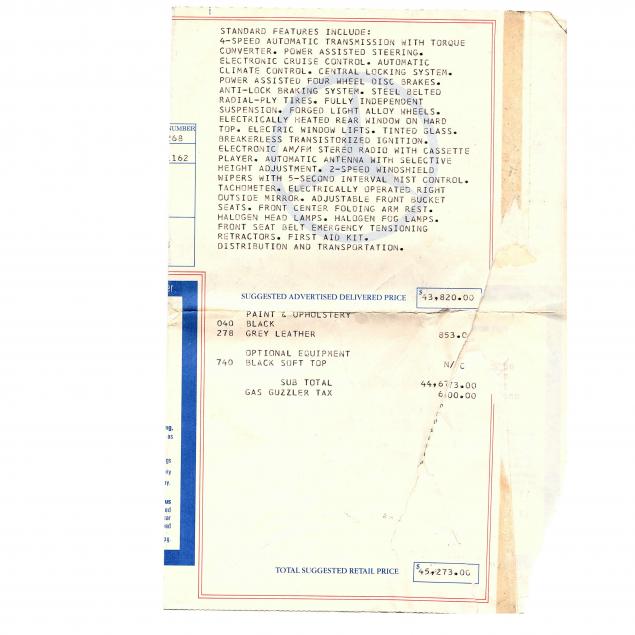 STANDARD FEATURES INCLUDE:
4-SPEED AUTOMATIC TRANSMISSION WITH TORQUE
CONVERTER. POWER ASSISTED STEERING.
ELECTRONIC CRUISE CONTROL. AUTOMATIC
CLIMATE CONTROL. CENTRAL LOCKING SYSTEM.
POWER ASSISTED FOUR WHEEL DISC BRAKES.
ANTI-LOCK BRAKING SYSTEM. STEEL BELTED
RADIAL-PLY TIRES. FULLY INDEPENDENT
SUSPENSION. FORGED LIGHT ALLOY WHEELS.
ELECTRICALLY HEATED REAR WINDOW ON HARD
TOP. ELECTRIC WINDOW LIFTS. TINTED GLASS.
BREAKERLESS TRANSISTORIZED IGNITION.
ELECTRONIC AM/FM STEREO RADIO WITH CASSETTE
PLAYER. AUTOMATIC ANTENNA WITH SELECTIVE
HEIGHT ADJUSTMENT. 2-SPEED WINDSHIELD
WIPERS WITH 5-SECOND INTERVAL MIST CONTROL.
TACHOMETER. ELECTRICALLY OPERATED RIGHT
OUTSIDE MIRROR. ADJUSTABLE FRONT BUCKET
SEATS. FRONT CENTER FOLDING ARM REST.
HALOGEN HEAD LAMPS. HALOGEN FOG LAMPS.
FRONT SEAT BELT EMERGENCY TENSIONING
RETRACTORS. FIRST AID KIT.
DISTRIBUTION AND TRANSPORTATION.
NUMBER
268
1162
SUGGESTED ADVERTISED DELIVERED PRICE $43,820.00
PAINT & UPHOLSTERY
040 BLACK
278 GREY LEATHER 853.0
OPTIONAL EQUIPMENT
740 BLACK SOFT TOP N/C
SUB TOTAL 44,673.00
GAS GUZZLER TAX 600.00
TOTAL SUGGESTED RETAIL PRICE $45,273.00